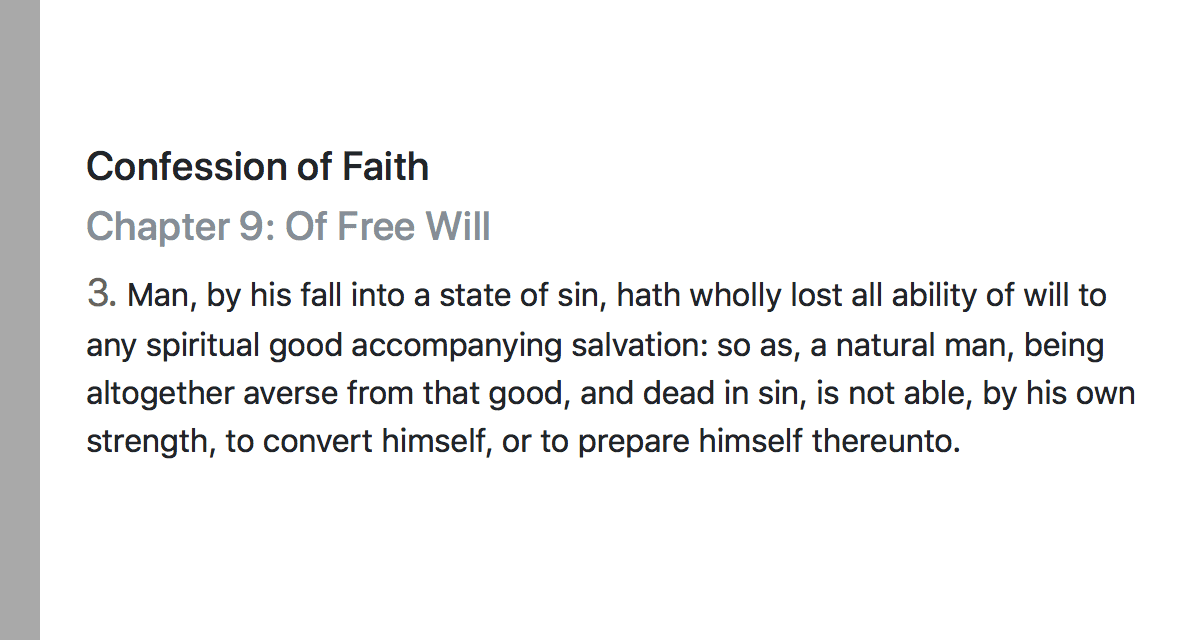 Confession of Faith
Chapter 9: Of Free Will
3. Man, by his fall into a state of sin, hath wholly lost all ability of will to
any spiritual good accompanying salvation: so as, a natural man, being
altogether averse from that good, and dead in sin, is not able, by his own
strength, to convert himself, or to prepare himself thereunto.